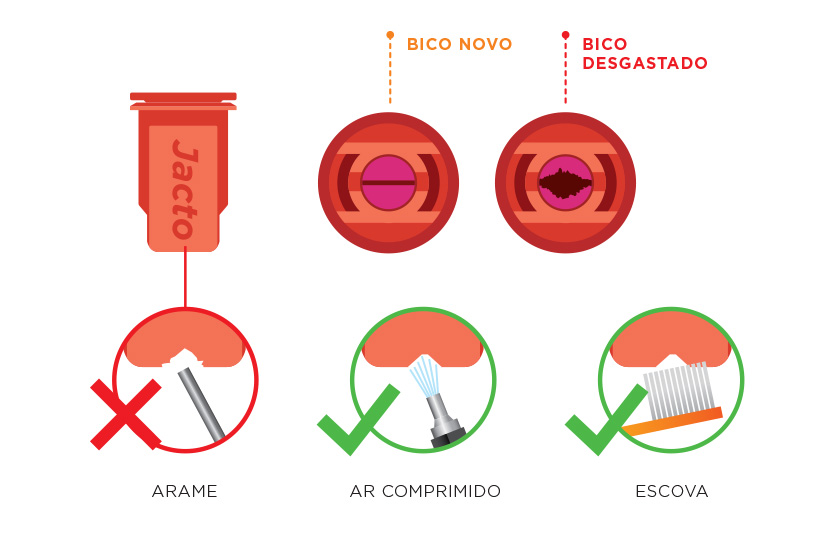 BICO NOVO
BICO
DESGASTADO
Jacto
ARAME
AR COMPRIMIDO
ESCOVA